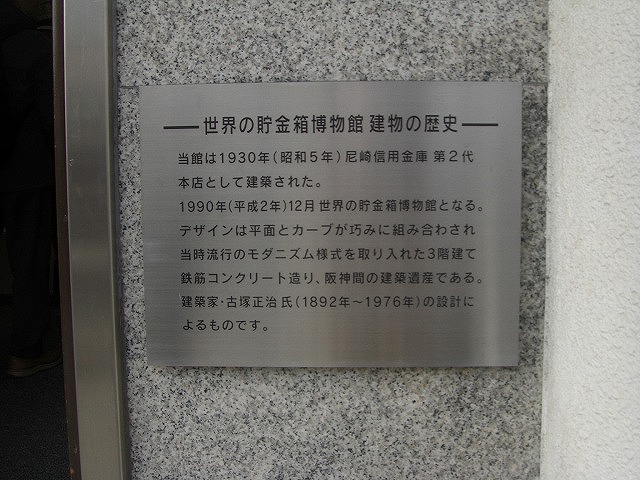 世界の貯金箱博物館 建物の歴史
当館は1930年(昭和5年)尼崎信用金庫 第2代
本店として建築された。
1990年(平成2年)12月世界の貯金箱博物館となる。
デザインは平面とカーブが巧みに組み合わされ
当時流行のモダニズム様式を取り入れた3階建て
鉄筋コンクリート造り、阪神間の建築遺産である。
建築家・古塚正治 氏(1892年～1976年)の設計に
よるものです。